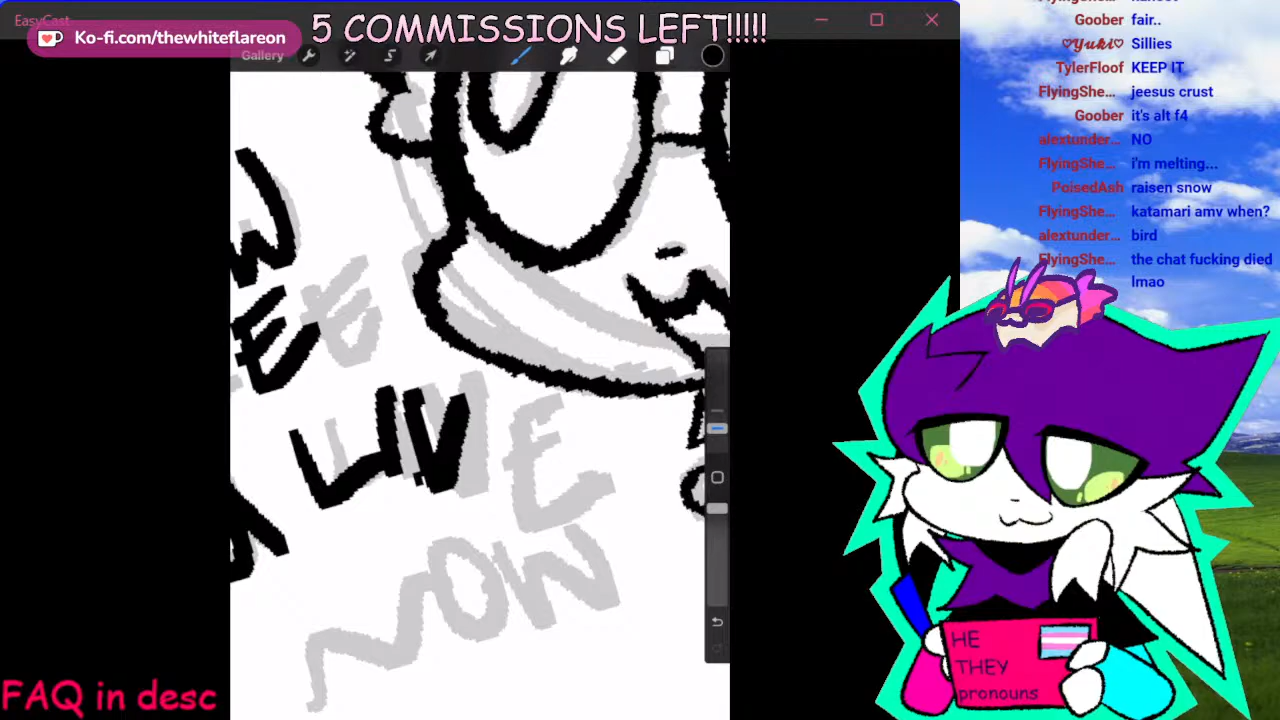 EasyCast
Ko-fi.com/thewhiteflareon
5 COMMISSIONS LEFT!!!!!
Gallery
W
E E
LIV
LIVE
NOW
FAQ in desc
Goober fair..
♡𝓨𝓾𝓴𝓲♡ Sillies
TylerFloof KEEP IT
FlyingShe... jeesus crust
Goober it's alt f4
alextunder... NO
FlyingShe... i'm melting...
PoisedAsh raisen snow
FlyingShe... katamari amv when?
alextunder... bird
FlyingShe... the chat fucking died
lmao
HE
THEY
pronouns